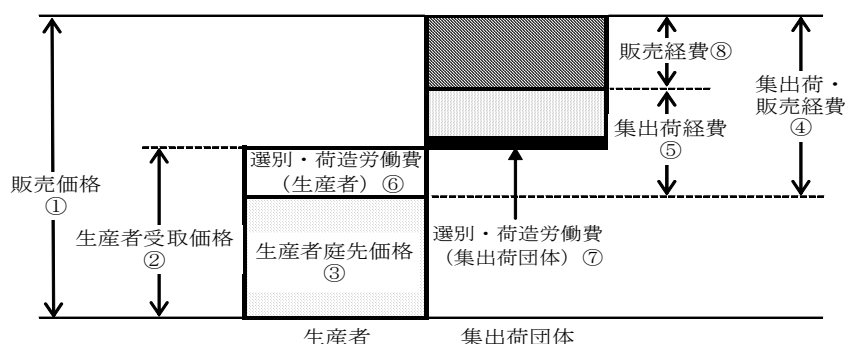 販売経費⑧
集出荷・
販売経費
④
集出荷経費
⑤
選別・荷造労働費
(生産者)⑥
販売価格
①
生産者受取価格
②
生産者庭先価格
③
選別・荷造労働費
(集出荷団体)⑦
生産者
集出荷団体